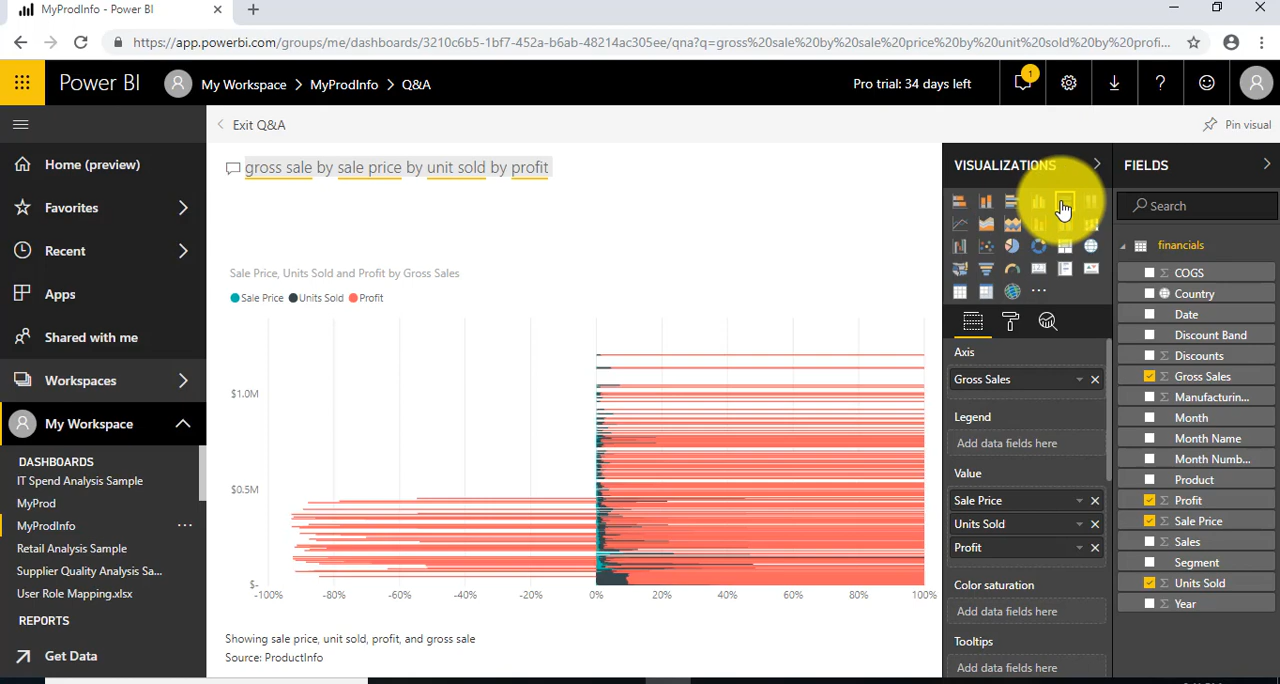 MyProdInfo - Power BI
https://app.powerbi.com/groups/me/dashboards/3210c6b5-1bf7-452a-b6ab-48214ac305ee/qna?q=gross%20sale%20by%20sale%20price%20by%20unit%20sold%20by%20profi...
Power BI
My Workspace > MyProdInfo > Q&A
Pro trial: 34 days left
1
Exit Q&A
Pin visual
Home (preview)
Favorites
Recent
Apps
Shared with me
Workspaces
My Workspace
DASHBOARDS
IT Spend Analysis Sample
MyProd
MyProdInfo
Retail Analysis Sample
Supplier Quality Analysis Sa...
User Role Mapping.xlsx
REPORTS
Get Data
gross sale by sale price by unit sold by profit
Sale Price, Units Sold and Profit by Gross Sales
Sale Price Units Sold Profit
$1.0M
$0.5M
$-
-100% -80% -60% -40% -20% 0% 20% 40% 60% 80% 100%
Showing sale price, unit sold, profit, and gross sale
Source: ProductInfo
VISUALIZATIONS
Axis
Gross Sales
Legend
Add data fields here
Value
Sale Price
Units Sold
Profit
Color saturation
Add data fields here
Tooltips
Add data fields here
FIELDS
Search
financials
COGS
Country
Date
Discount Band
Discounts
Gross Sales
Manufacturin...
Month
Month Name
Month Numb...
Product
Profit
Sale Price
Sales
Segment
Units Sold
Year